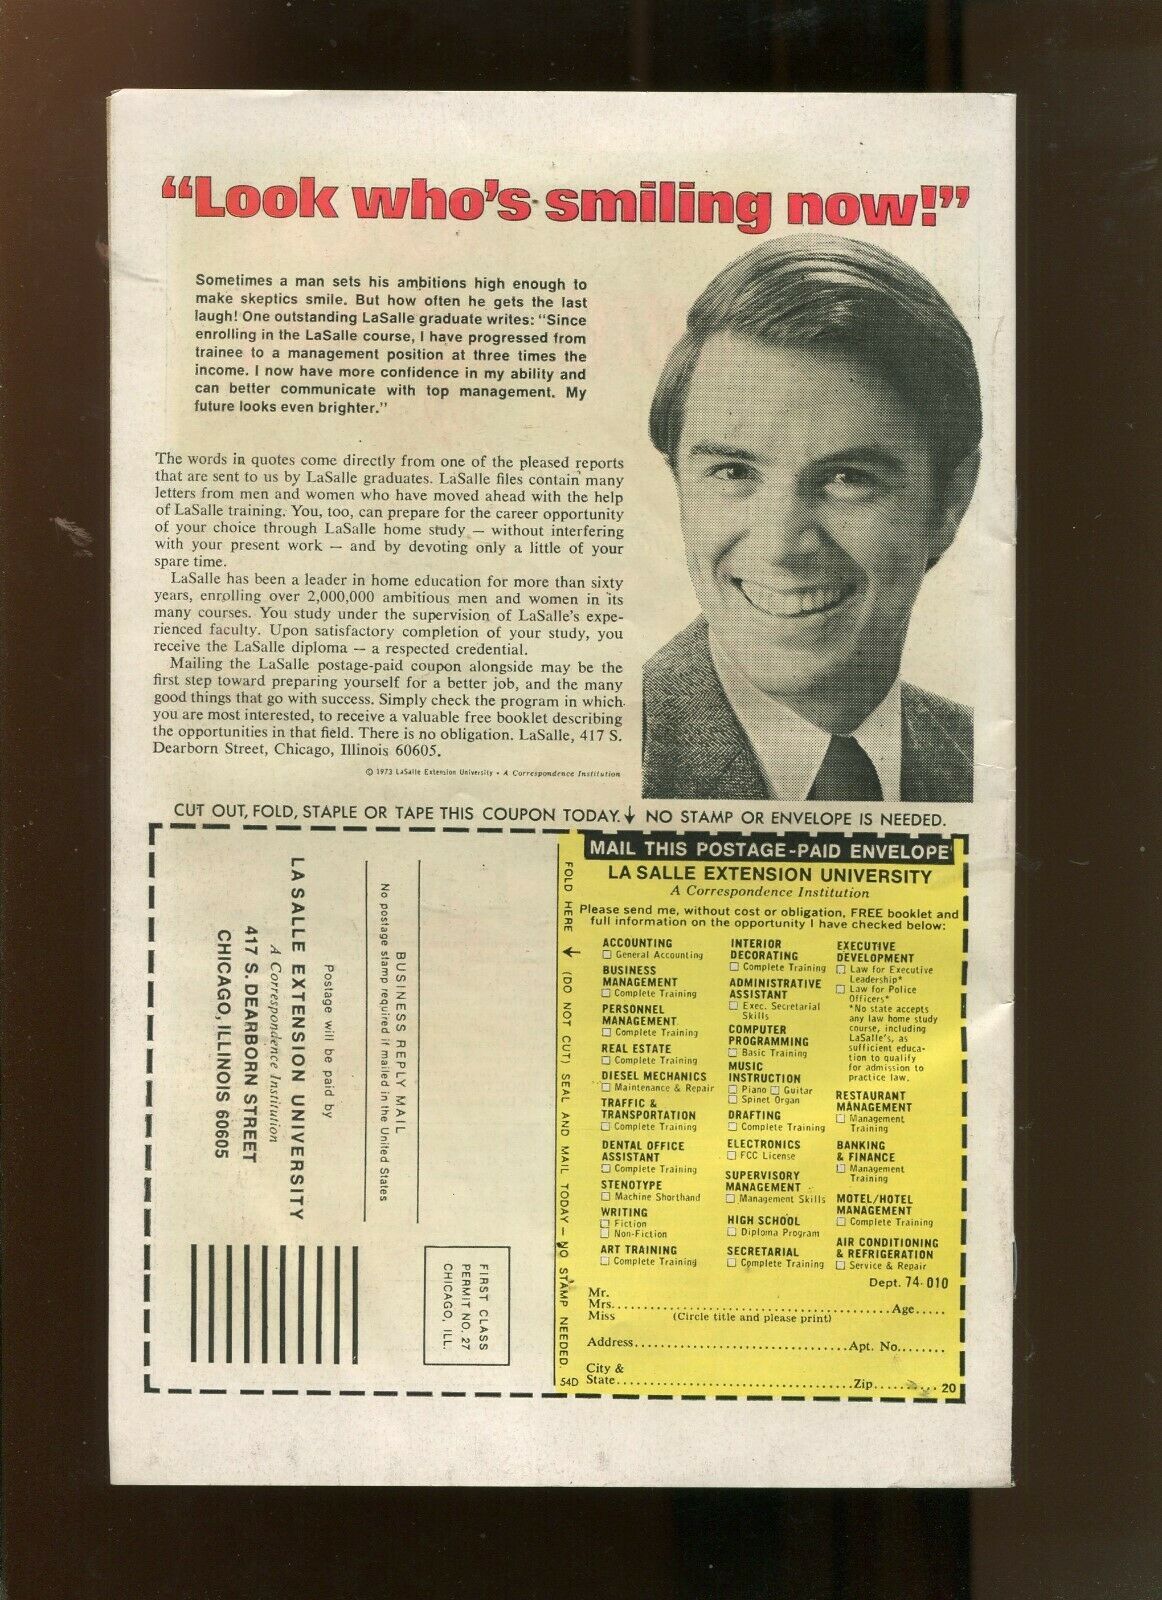 “Look who’s smiling now!”
Sometimes a man sets his ambitions high enough to
make skeptics smile. But how often he gets the last
laugh! One outstanding LaSalle graduate writes: "Since
enrolling in the LaSalle course, I have progressed from
trainee to a management position at three times the
income. I now have more confidence in my ability and
can better communicate with top management. My
future looks even brighter."
The words in quotes come directly from one of the pleased reports
that are sent to us by LaSalle graduates. LaSalle files contain many
letters from men and women who have moved ahead with the help
of LaSalle training. You, too, can prepare for the career opportunity
of your choice through LaSalle home study — without interfering
with your present work — and by devoting only a little of your
spare time.
LaSalle has been a leader in home education for more than sixty
years, enrolling over 2,000,000 ambitious men and women in its
many courses. You study under the supervision of LaSalle's expe-
rienced faculty. Upon satisfactory completion of your study, you
receive the LaSalle diploma — a respected credential.
Mailing the LaSalle postage-paid coupon alongside may be the
first step toward preparing yourself for a better job, and the many
good things that go with success. Simply check the program in which
you are most interested, to receive a valuable free booklet describing
the opportunities in that field. There is no obligation. LaSalle, 417 S.
Dearborn Street, Chicago, Illinois 60605.
© 1973 LaSalle Extension University • A Correspondence Institution
CUT OUT, FOLD, STAPLE OR TAPE THIS COUPON TODAY. ↓ NO STAMP OR ENVELOPE IS NEEDED.
FIRST CLASS
PERMIT NO. 27
CHICAGO, ILL.
BUSINESS REPLY MAIL
No postage stamp required if mailed in the United States
Postage will be paid by
LA SALLE EXTENSION UNIVERSITY
A Correspondence Institution
417 S. DEARBORN STREET
CHICAGO, ILLINOIS 60605
FOLD HERE ↓ (DO NOT CUT) SEAL AND MAIL TODAY — NO STAMP NEEDED.
54D
MAIL THIS POSTAGE-PAID ENVELOPE
LA SALLE EXTENSION UNIVERSITY
A Correspondence Institution
Please send me, without cost or obligation, FREE booklet and
full information on the opportunity I have checked below:
ACCOUNTING
☐ General Accounting
BUSINESS
MANAGEMENT
☐ Complete Training
PERSONNEL
MANAGEMENT
☐ Complete Training
REAL ESTATE
☐ Complete Training
DIESEL MECHANICS
☐ Maintenance & Repair
TRAFFIC &
TRANSPORTATION
☐ Complete Training
DENTAL OFFICE
ASSISTANT
☐ Complete Training
STENOTYPE
☐ Machine Shorthand
WRITING
☐ Fiction
☐ Non-Fiction
ART TRAINING
☐ Complete Training
INTERIOR
DECORATING
☐ Complete Training
ADMINISTRATIVE
ASSISTANT
☐ Exec. Secretarial
Skills
COMPUTER
PROGRAMMING
☐ Basic Training
MUSIC
INSTRUCTION
☐ Piano ☐ Guitar
☐ Spinet Organ
DRAFTING
☐ Complete Training
ELECTRONICS
☐ FCC License
SUPERVISORY
MANAGEMENT
☐ Management Skills
HIGH SCHOOL
☐ Diploma Program
SECRETARIAL
☐ Complete Training
EXECUTIVE
DEVELOPMENT
☐ Law for Executive
Leadership*
☐ Law for Police
Officers*
*No state accepts
any law home study
course, including
LaSalle's, as
sufficient educa-
tion to qualify
for admission to
practice law.
RESTAURANT
MANAGEMENT
☐ Management
Training
BANKING
& FINANCE
☐ Management
Training
MOTEL/HOTEL
MANAGEMENT
☐ Complete Training
AIR CONDITIONING
& REFRIGERATION
☐ Service & Repair
Dept. 74-010
Mr.
Mrs. Age
Miss (Circle title and please print)
Address Apt. No.
City &
State Zip 20